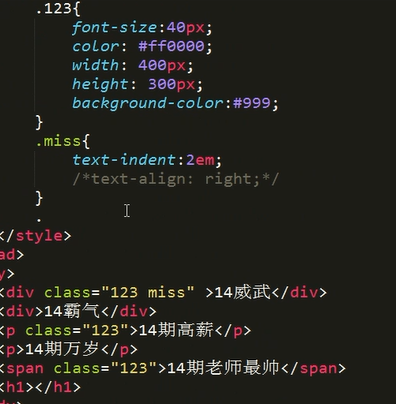 .123{
font-size:40px;
color: #ff0000;
width: 400px;
height: 300px;
background-color:#999;
}
.miss{
text-indent:2em;
/*text-align: right;*/
}
.
</style>
ad>
y>
<div class="123 miss" >14威武</div>
<div>14霸气</div>
<p class="123">14期高薪</p>
<p>14期万岁</p>
<span class="123">14期老师最帅</span>
<h1></h1>